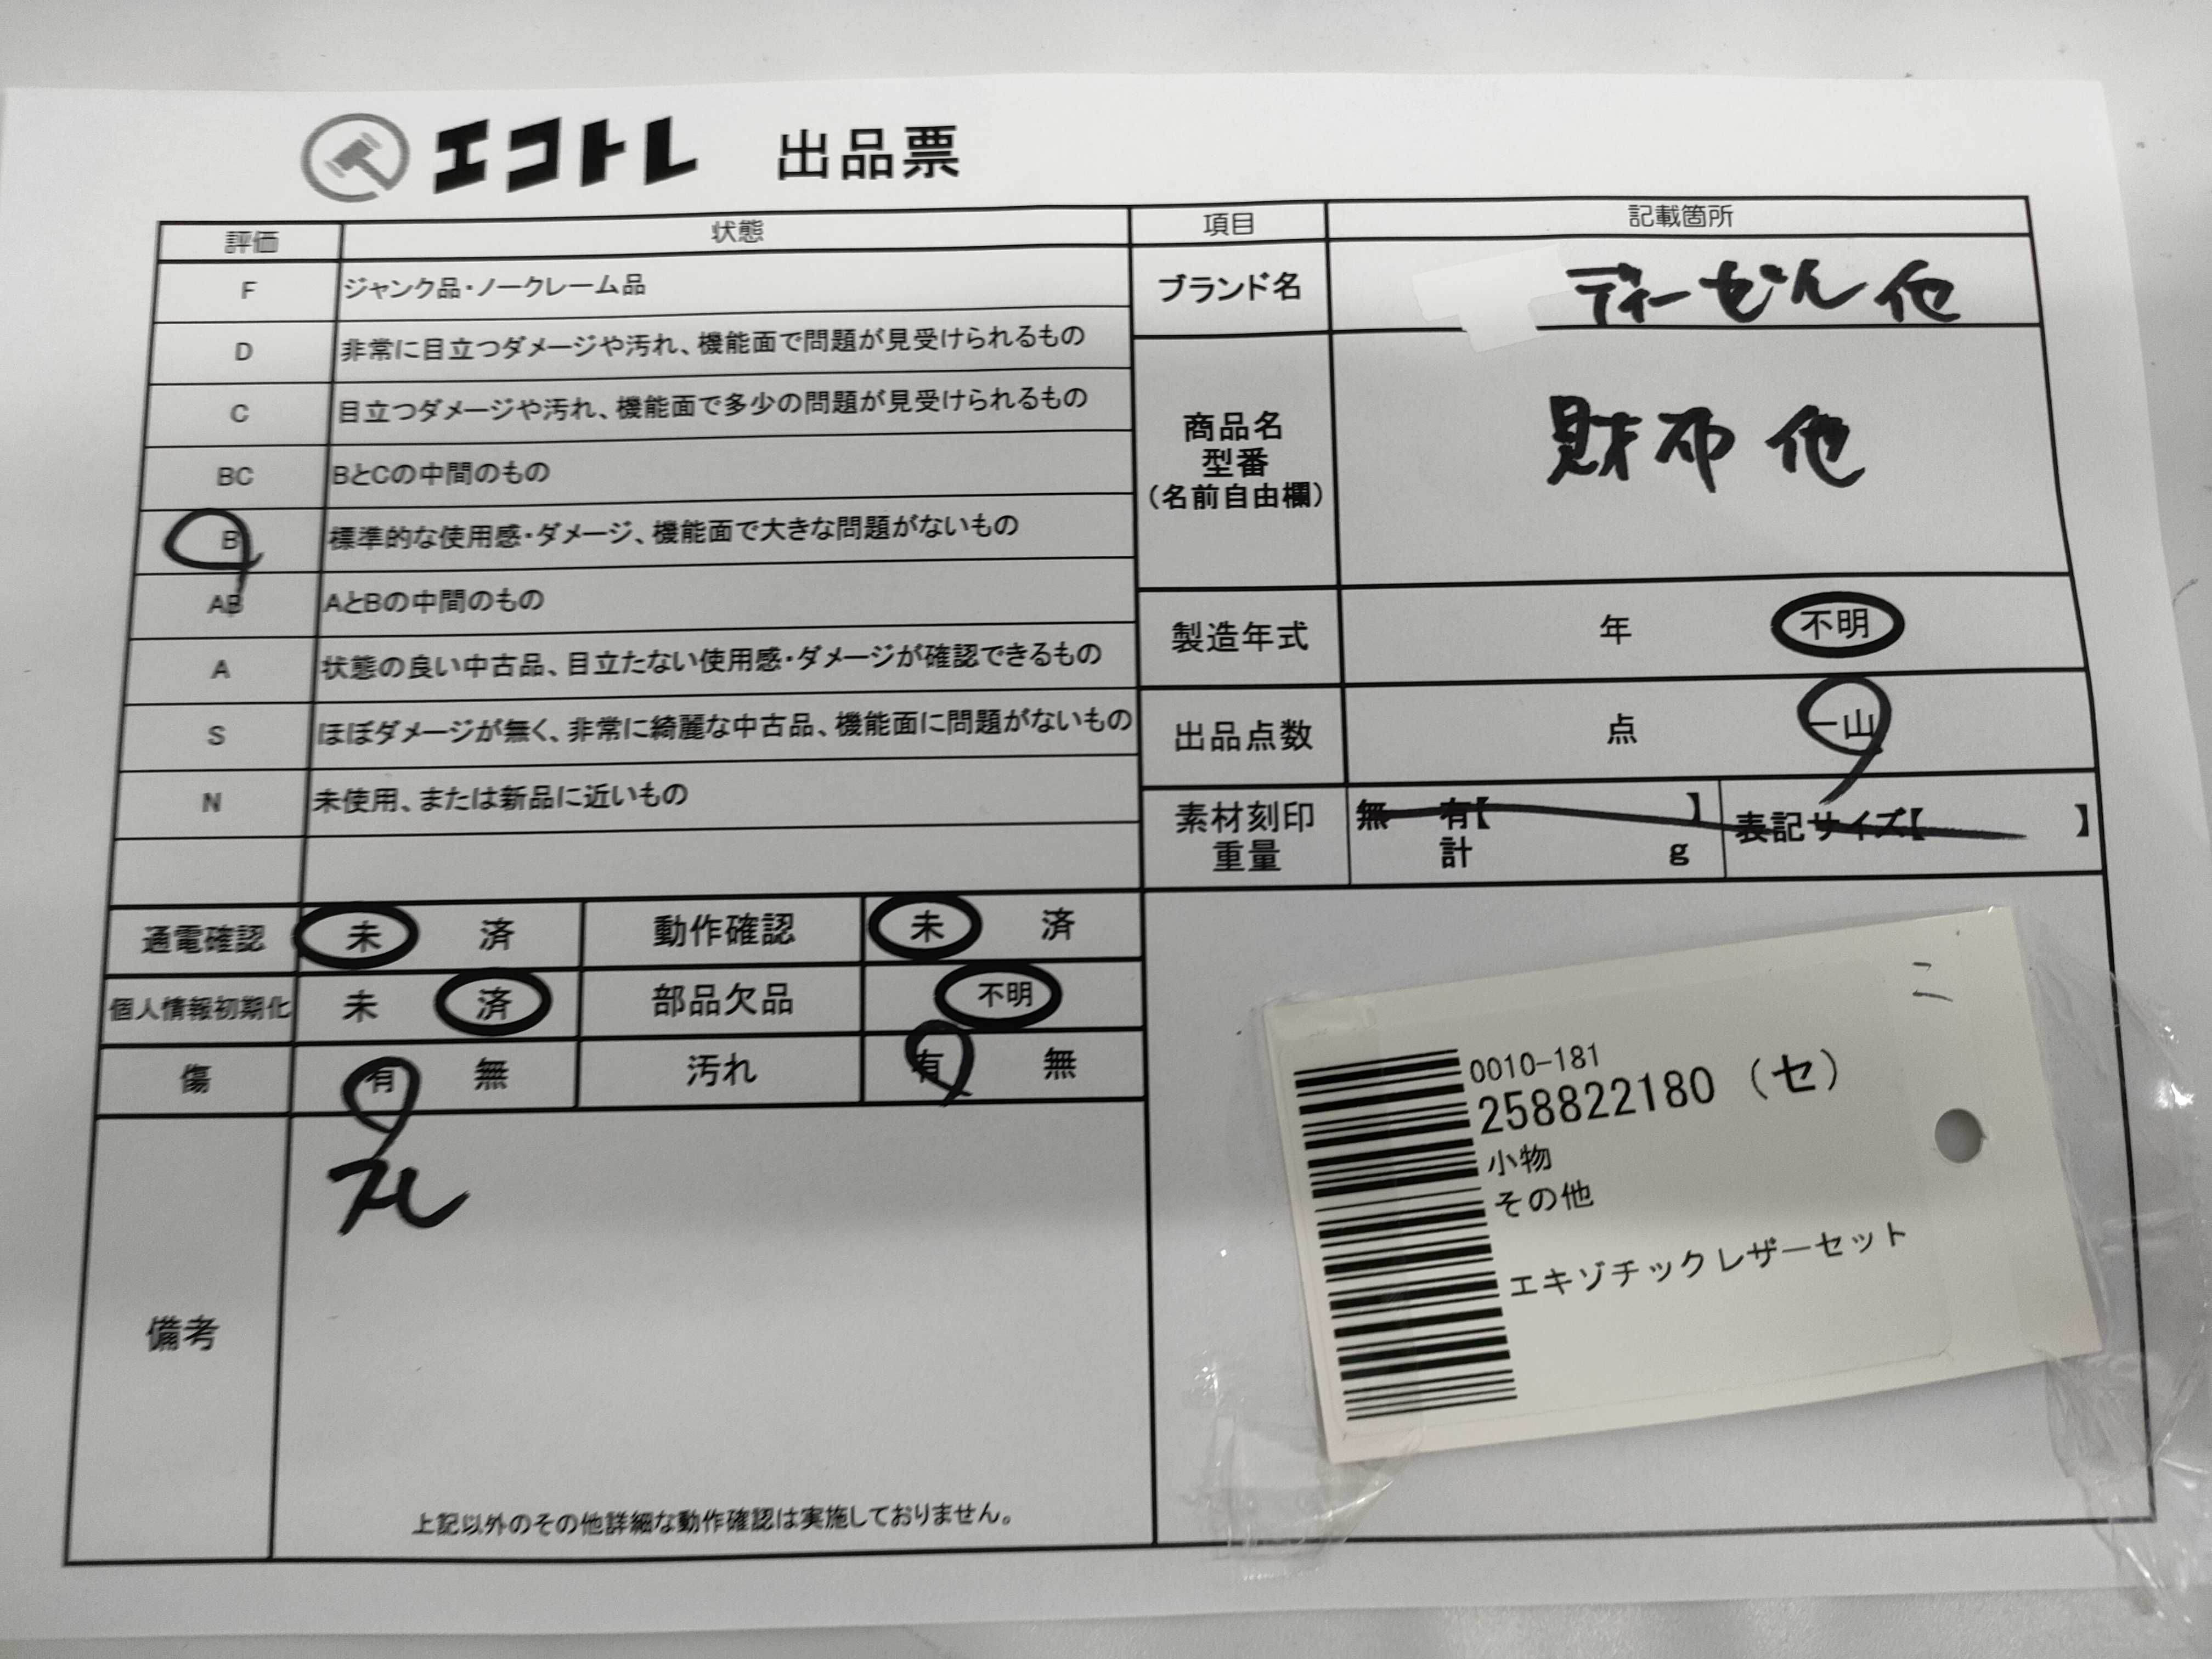 エコトレ 出品票
評価 状態
F ジャンク品・ノークレーム品
D 非常に目立つダメージや汚れ、機能面で問題が見受けられるもの
C 目立つダメージや汚れ、機能面で多少の問題が見受けられるもの
BC BとCの中間のもの
B 標準的な使用感・ダメージ、機能面で大きな問題がないもの
AB AとBの中間のもの
A 状態の良い中古品、目立たない使用感・ダメージが確認できるもの
S ほぼダメージが無く、非常に綺麗な中古品、機能面に問題がないもの
N 未使用、または新品に近いもの
項目 記載箇所
ブランド名 ディーゼル 他
商品名
型番
(名前自由欄)
財布 他
製造年式 年 不明
出品点数 点 一山
素材刻印 無 有【 】 表記サイズ【 】
重量 計 g
通電確認 未 済 動作確認 未 済
個人情報初期化 未 済 部品欠品 不明
傷 有 無 汚れ 有 無
備考
上記以外のその他詳細な動作確認は実施しておりません。
0010-181
258822180 (セ)
小物
その他
エキゾチックレザーセット